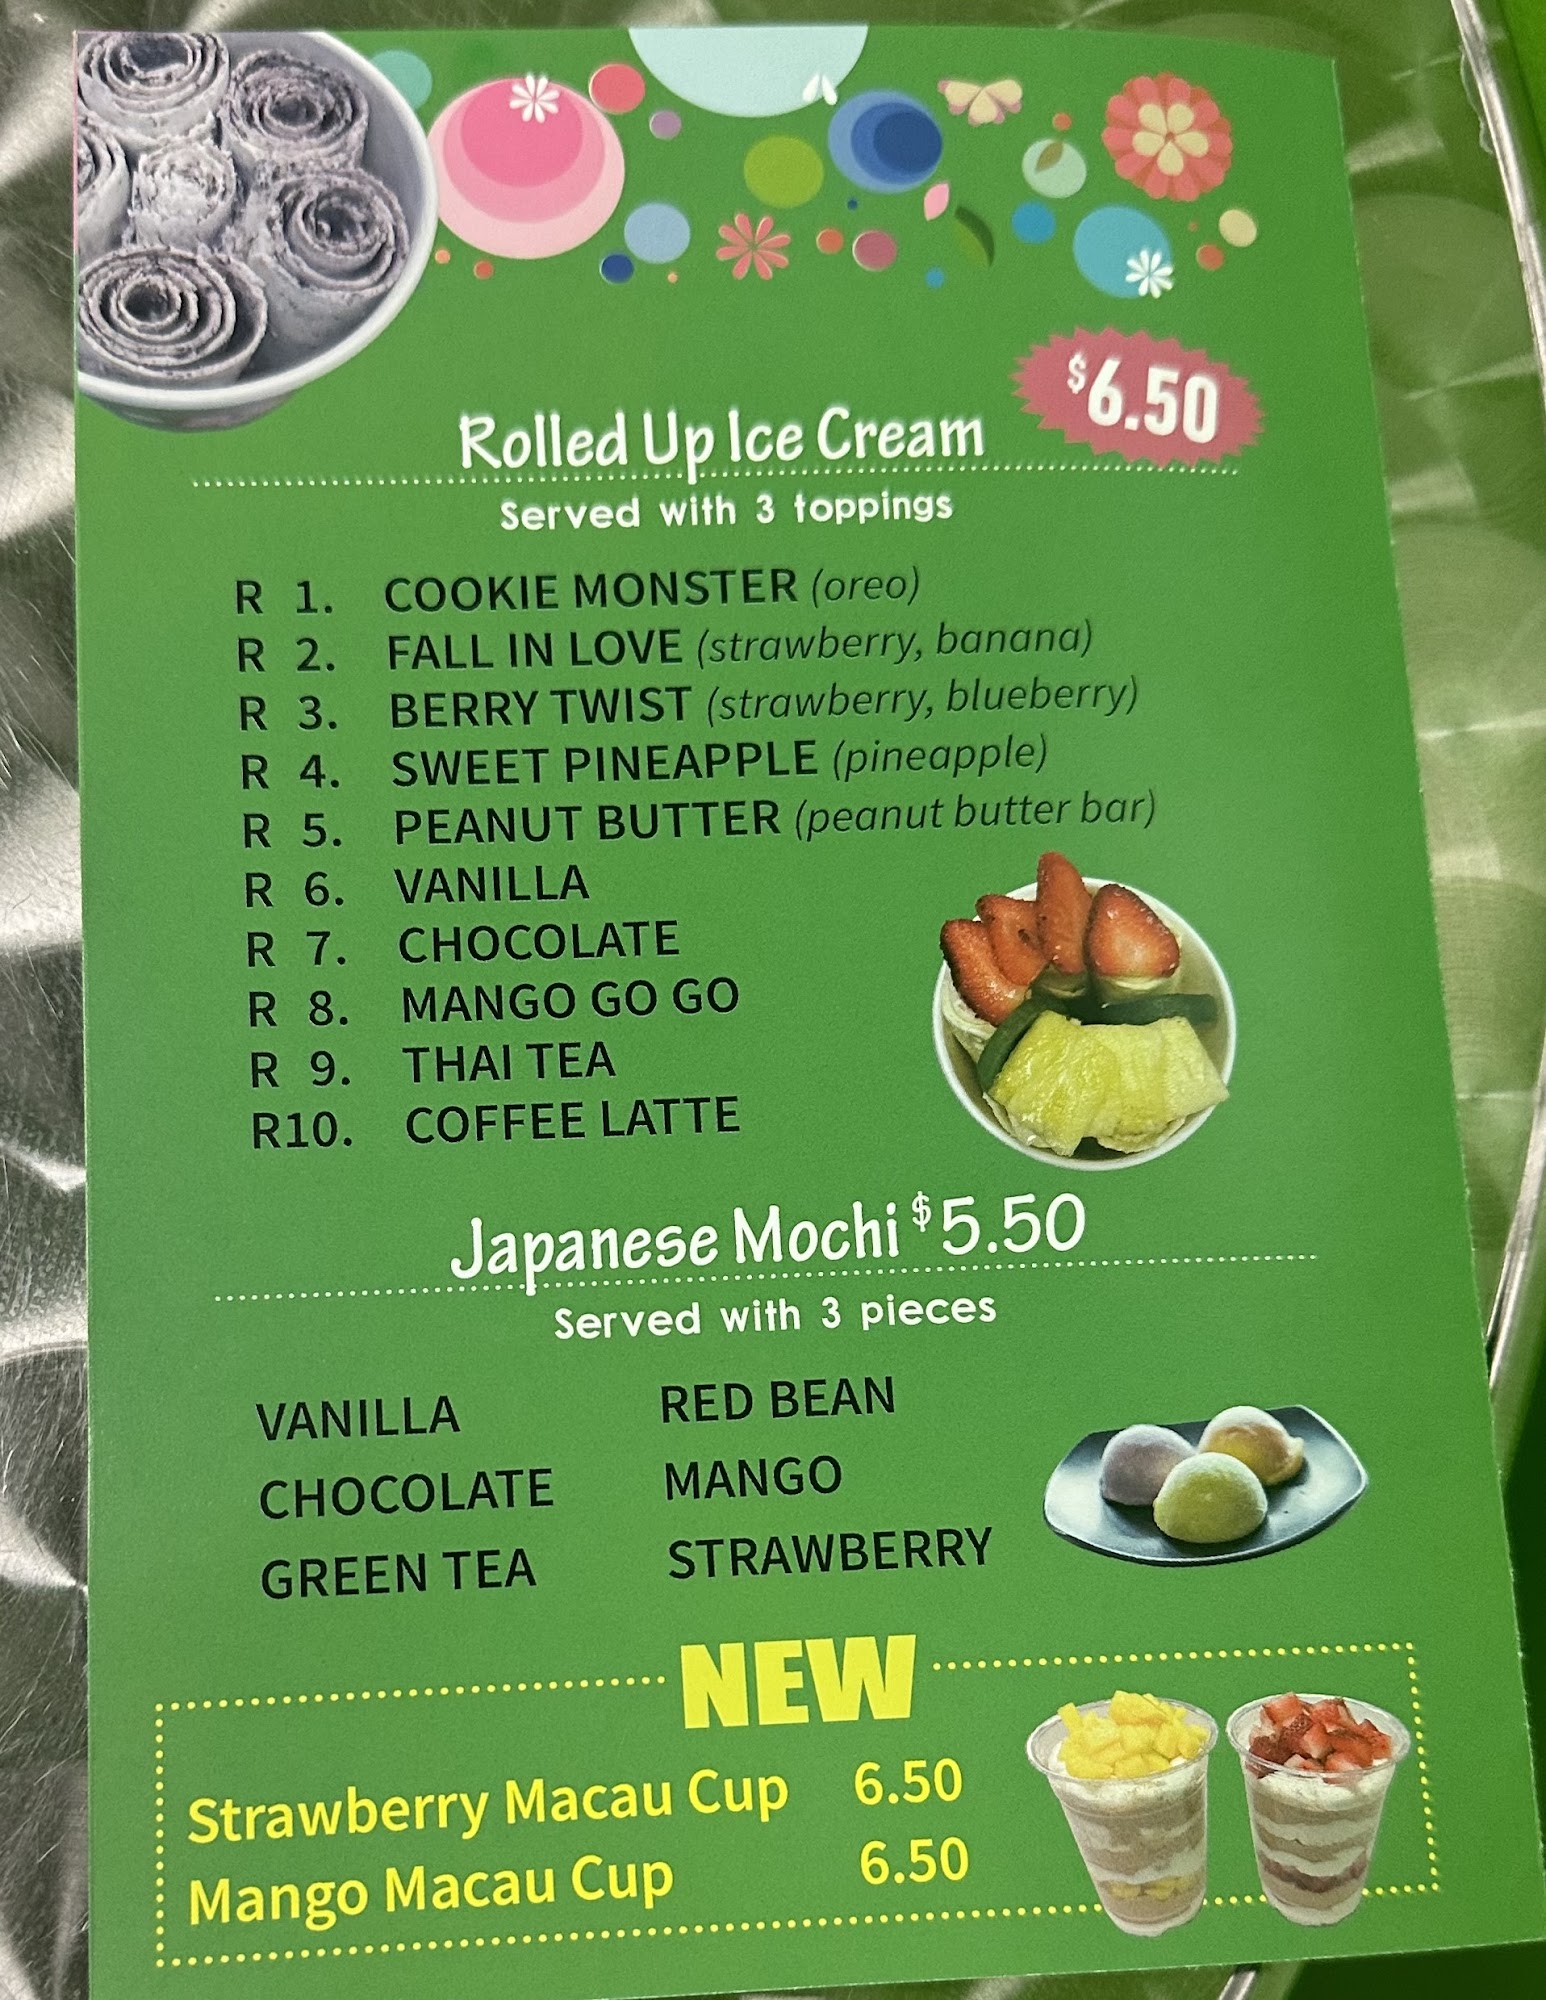 $6.50
Rolled Up Ice Cream
Served with 3 toppings
R 1. COOKIE MONSTER (oreo)
R 2. FALL IN LOVE (strawberry, banana)
R 3. BERRY TWIST (strawberry, blueberry)
R 4. SWEET PINEAPPLE (pineapple)
R 5. PEANUT BUTTER (peanut butter bar)
R 6. VANILLA
R 7. CHOCOLATE
R 8. MANGO GO GO
R 9. THAI TEA
R10. COFFEE LATTE
Japanese Mochi $5.50
Served with 3 pieces
VANILLA RED BEAN
CHOCOLATE MANGO
GREEN TEA STRAWBERRY
NEW
Strawberry Macau Cup 6.50
Mango Macau Cup 6.50